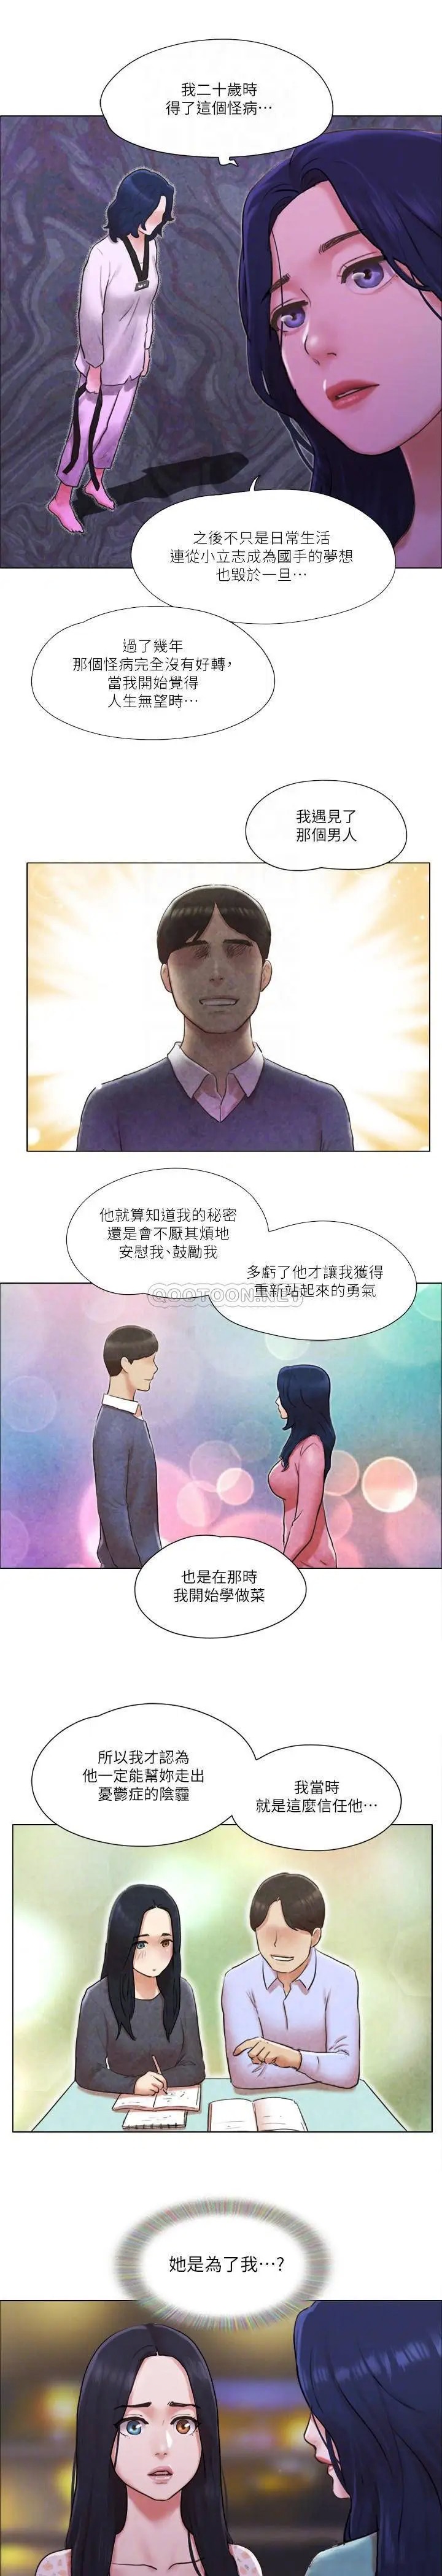 我二十歲時
得了這個怪病…
之後不只是日常生活
連從小立志成為國手的夢想
也毀於一旦…
過了幾年
那個怪病完全沒有好轉，
當我開始覺得
人生無望時…
我遇見了
那個男人
他就算知道我的秘密
還是會不厭其煩地
安慰我、鼓勵我
多虧了他才讓我獲得
重新站起來的勇氣
QOOTOON.NET
也是在那時
我開始學做菜
所以我才認為
他一定能幫妳走出
憂鬱症的陰霾
我當時
就是這麼信任他…
她是為了我…?